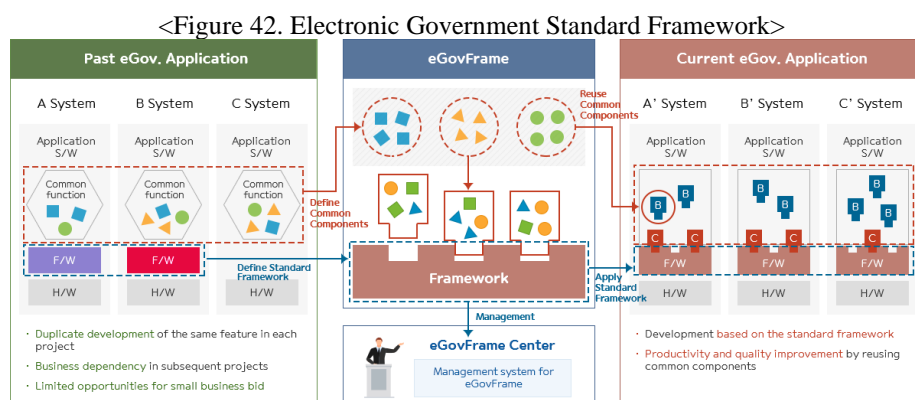 <Figure 42. Electronic Government Standard Framework>
Past eGov. Application
A System
B System
C System
Application
S/W
Application
S/W
Application
S/W
Common
function
Common
function
Common
function
F/W
F/W
H/W
H/W
H/W
· Duplicate development of the same feature in each
project
· Business dependency in subsequent projects
· Limited opportunities for small business bid
Define
Common
Components
Define Standard
Framework
eGovFrame
Reuse
Common
Components
Framework
Apply
Standard
Framework
Management
eGovFrame Center
Management system for
eGovFrame
Current eGov. Application
A' System
B' System
C' System
Application
S/W
Application
S/W
Application
S/W
B
B
B
B
B
B
B
C
C
C
C
C
F/W
F/W
F/W
H/W
H/W
H/W
· Development based on the standard framework
· Productivity and quality improvement by reusing
common components